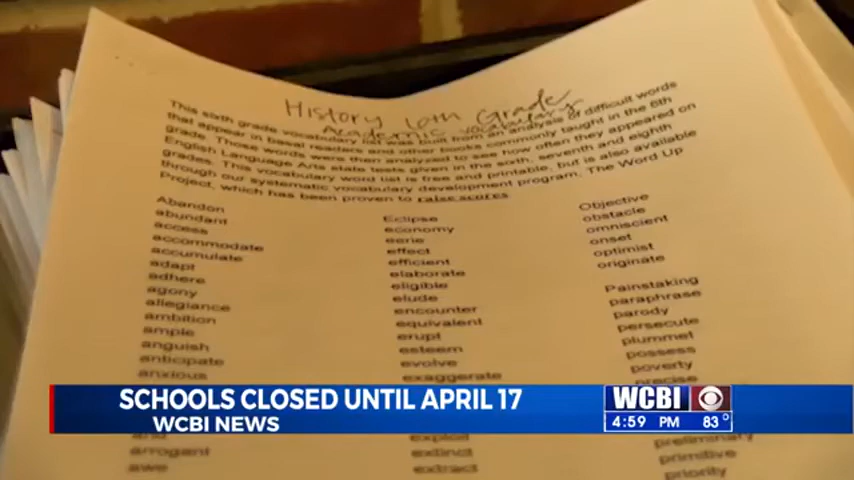 History 10th Grade
Academic vocabulary
This sixth grade vocabulary list was built from an analysis of difficult words
that appear in basal readers and other books commonly taught in the 6th
grade. Those words were then analyzed to see how often they appeared on
English Language Arts state tests given in the sixth, seventh and eighth
grades. This vocabulary word list is free and printable, but is also available
through our systematic vocabulary development program, The Word Up
Project, which has been proven to raise scores.
Abandon
abundant
access
accommodate
accumulate
adapt
adhere
agony
allegiance
ambition
ample
anguish
anticipate
anxious
arrogant
awe
Eclipse
economy
eerie
effect
efficient
elaborate
eligible
elude
encounter
equivalent
erupt
esteem
evolve
exaggerate
exploit
extinct
extract
Objective
obstacle
omniscient
onset
optimist
originate
Painstaking
paraphrase
parody
persecute
plummet
possess
poverty
precise
preliminary
primitive
priority
SCHOOLS CLOSED UNTIL APRIL 17
WCBI NEWS
WCBI
4:59 PM 83°